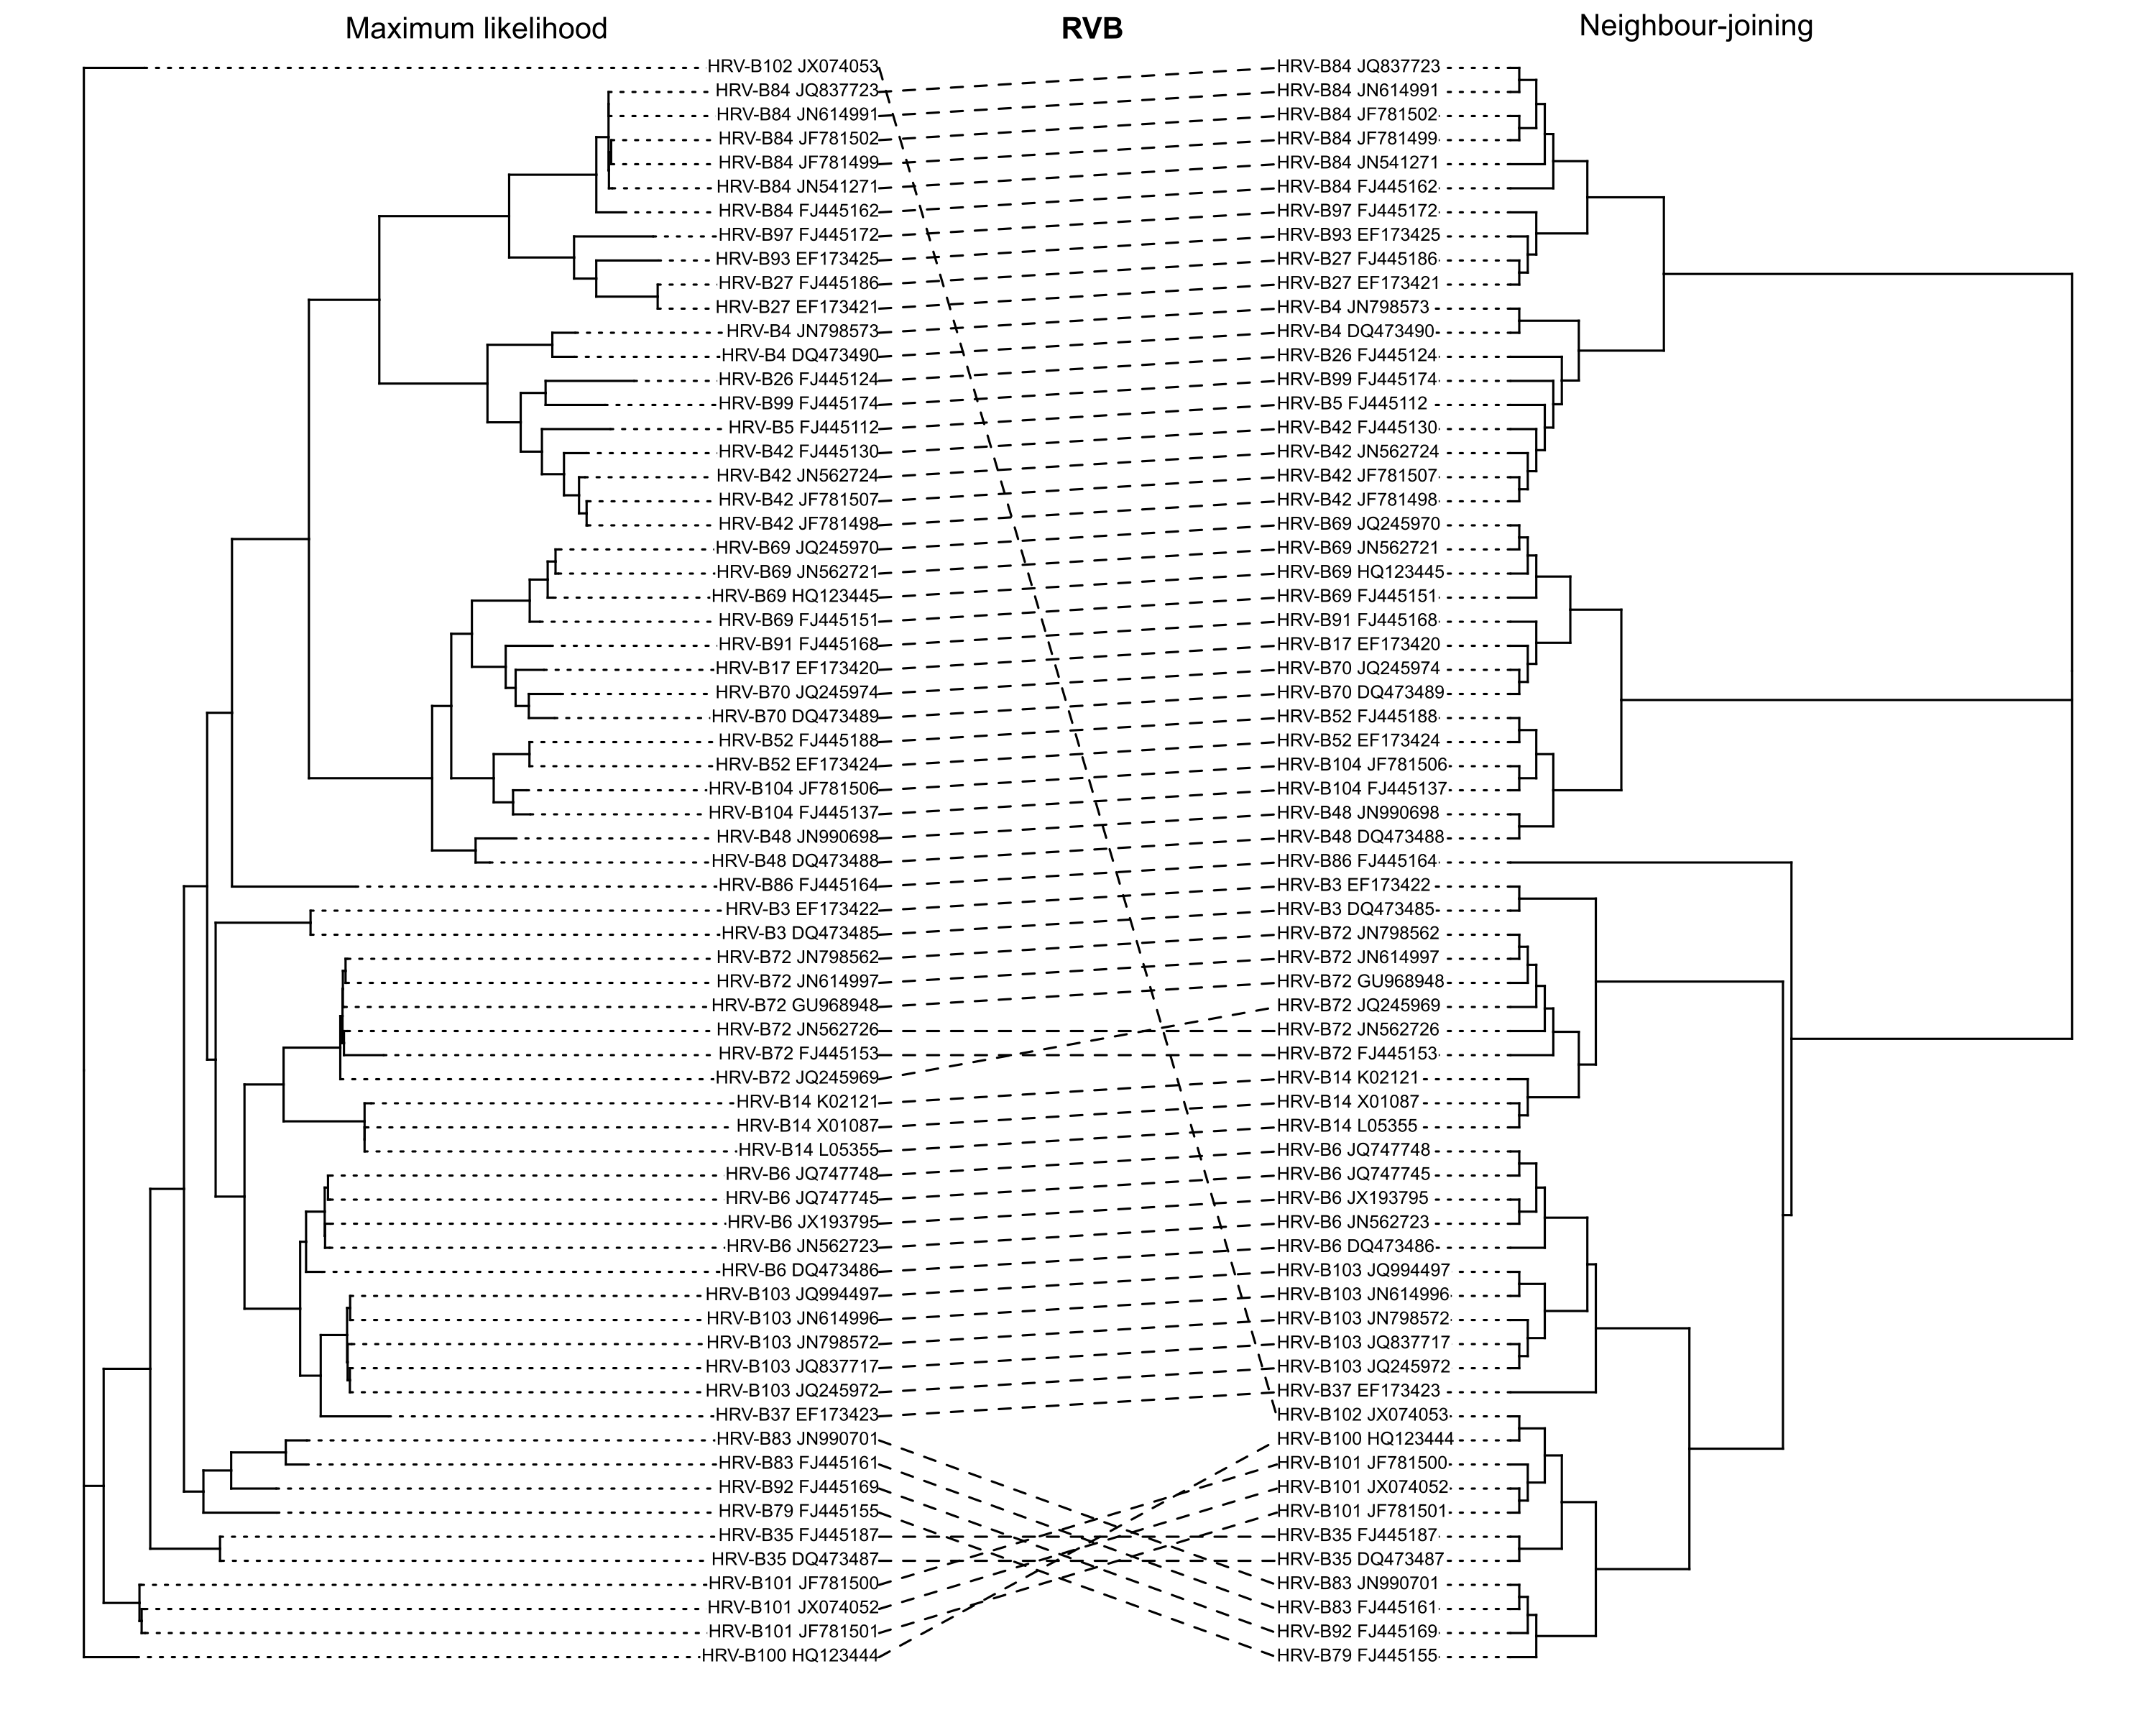 Maximum likelihood
RVB
Neighbour-joining
HRV-B102 JX074053
HRV-B84 JQ837723
HRV-B84 JN614991
HRV-B84 JF781502
HRV-B84 JF781499
HRV-B84 JN541271
HRV-B84 FJ445162
HRV-B97 FJ445172
HRV-B93 EF173425
HRV-B27 FJ445186
HRV-B27 EF173421
HRV-B4 JN798573
HRV-B4 DQ473490
HRV-B26 FJ445124
HRV-B99 FJ445174
HRV-B5 FJ445112
HRV-B42 FJ445130
HRV-B42 JN562724
HRV-B42 JF781507
HRV-B42 JF781498
HRV-B69 JQ245970
HRV-B69 JN562721
HRV-B69 HQ123445
HRV-B69 FJ445151
HRV-B91 FJ445168
HRV-B17 EF173420
HRV-B70 JQ245974
HRV-B70 DQ473489
HRV-B52 FJ445188
HRV-B52 EF173424
HRV-B104 JF781506
HRV-B104 FJ445137
HRV-B48 JN990698
HRV-B48 DQ473488
HRV-B86 FJ445164
HRV-B3 EF173422
HRV-B3 DQ473485
HRV-B72 JN798562
HRV-B72 JN614997
HRV-B72 GU968948
HRV-B72 JN562726
HRV-B72 FJ445153
HRV-B72 JQ245969
HRV-B14 K02121
HRV-B14 X01087
HRV-B14 L05355
HRV-B6 JQ747748
HRV-B6 JQ747745
HRV-B6 JX193795
HRV-B6 JN562723
HRV-B6 DQ473486
HRV-B103 JQ994497
HRV-B103 JN614996
HRV-B103 JN798572
HRV-B103 JQ837717
HRV-B103 JQ245972
HRV-B37 EF173423
HRV-B83 JN990701
HRV-B83 FJ445161
HRV-B92 FJ445169
HRV-B79 FJ445155
HRV-B35 FJ445187
HRV-B35 DQ473487
HRV-B101 JF781500
HRV-B101 JX074052
HRV-B101 JF781501
HRV-B100 HQ123444
HRV-B84 JQ837723
HRV-B84 JN614991
HRV-B84 JF781502
HRV-B84 JF781499
HRV-B84 JN541271
HRV-B84 FJ445162
HRV-B97 FJ445172
HRV-B93 EF173425
HRV-B27 FJ445186
HRV-B27 EF173421
HRV-B4 JN798573
HRV-B4 DQ473490
HRV-B26 FJ445124
HRV-B99 FJ445174
HRV-B5 FJ445112
HRV-B42 FJ445130
HRV-B42 JN562724
HRV-B42 JF781507
HRV-B42 JF781498
HRV-B69 JQ245970
HRV-B69 JN562721
HRV-B69 HQ123445
HRV-B69 FJ445151
HRV-B91 FJ445168
HRV-B17 EF173420
HRV-B70 JQ245974
HRV-B70 DQ473489
HRV-B52 FJ445188
HRV-B52 EF173424
HRV-B104 JF781506
HRV-B104 FJ445137
HRV-B48 JN990698
HRV-B48 DQ473488
HRV-B86 FJ445164
HRV-B3 EF173422
HRV-B3 DQ473485
HRV-B72 JN798562
HRV-B72 JN614997
HRV-B72 GU968948
HRV-B72 JQ245969
HRV-B72 JN562726
HRV-B72 FJ445153
HRV-B14 K02121
HRV-B14 X01087
HRV-B14 L05355
HRV-B6 JQ747748
HRV-B6 JQ747745
HRV-B6 JX193795
HRV-B6 JN562723
HRV-B6 DQ473486
HRV-B103 JQ994497
HRV-B103 JN614996
HRV-B103 JN798572
HRV-B103 JQ837717
HRV-B103 JQ245972
HRV-B37 EF173423
HRV-B102 JX074053
HRV-B100 HQ123444
HRV-B101 JF781500
HRV-B101 JX074052
HRV-B101 JF781501
HRV-B35 FJ445187
HRV-B35 DQ473487
HRV-B83 JN990701
HRV-B83 FJ445161
HRV-B92 FJ445169
HRV-B79 FJ445155